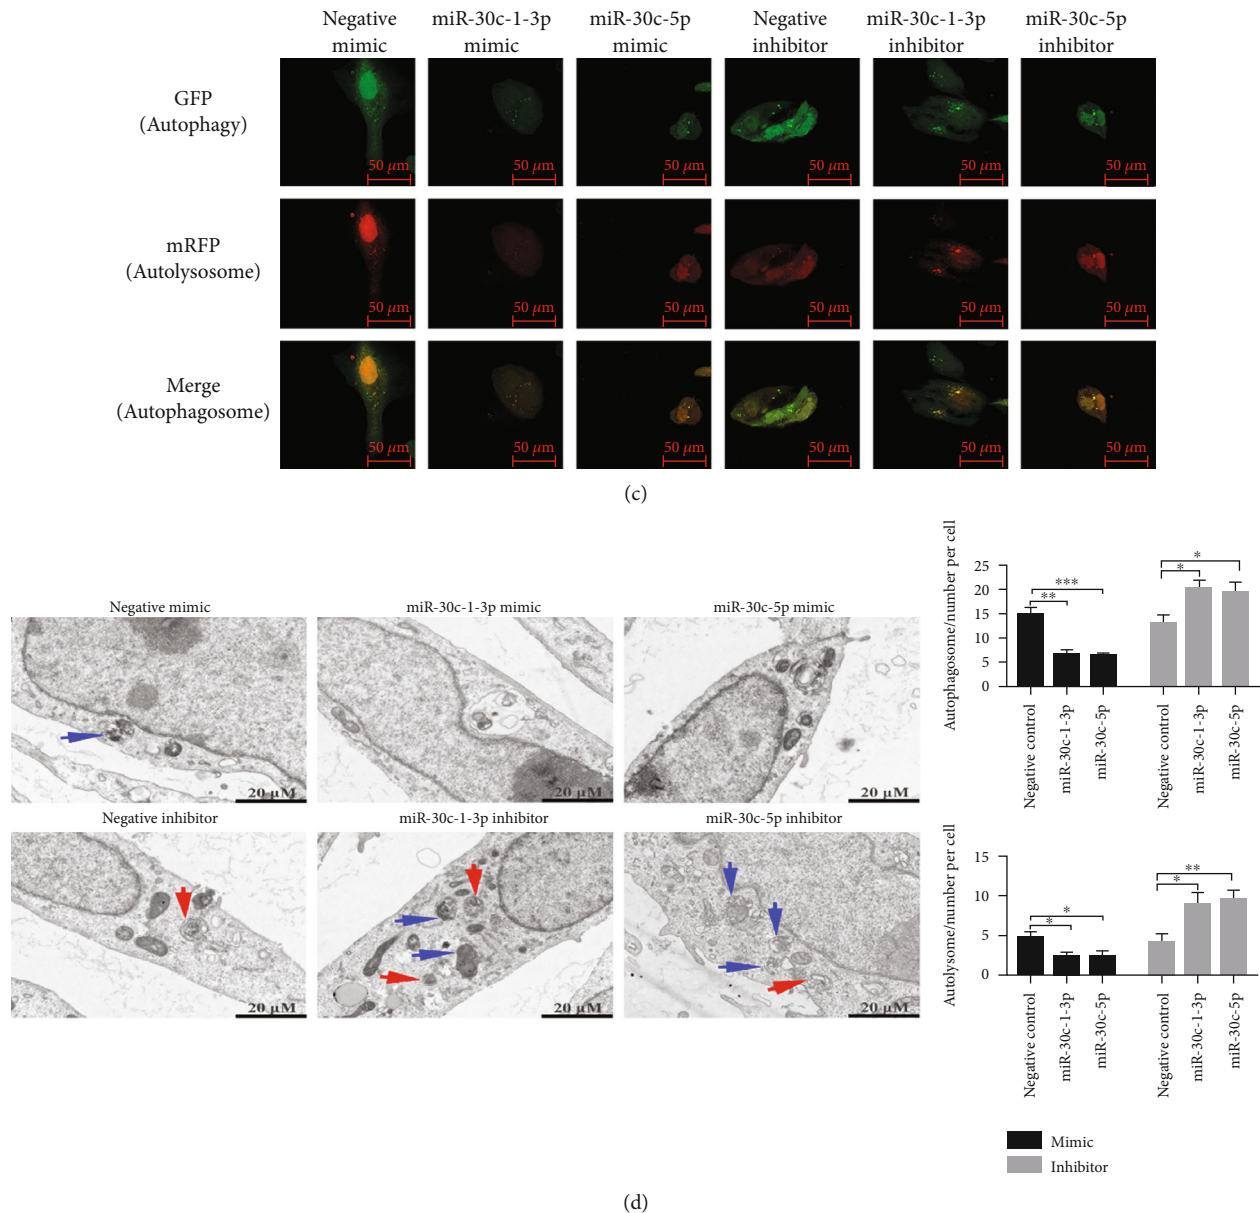 Negative mimic
miR-30c-1-3p mimic
miR-30c-5p mimic
Negative inhibitor
miR-30c-1-3p inhibitor
miR-30c-5p inhibitor
GFP
(Autophagy)
50 μm
50 μm
50 μm
50 μm
50 μm
50 μm
mRFP
(Autolysosome)
50 μm
50 μm
50 μm
50 μm
50 μm
50 μm
Merge
(Autophagosome)
50 μm
50 μm
50 μm
50 μm
50 μm
50 μm
(c)
Negative mimic
miR-30c-1-3p mimic
miR-30c-5p mimic
20 μM
20 μM
20 μM
Negative inhibitor
miR-30c-1-3p inhibitor
miR-30c-5p inhibitor
20 μM
20 μM
20 μM
Autophagosome/number per cell
25
20
15
10
5
0
**
***
*
*
Negative control
miR-30c-1-3p
miR-30c-5p
Negative control
miR-30c-1-3p
miR-30c-5p
Autolysome/number per cell
15
10
5
0
*
*
*
**
Negative control
miR-30c-1-3p
miR-30c-5p
Negative control
miR-30c-1-3p
miR-30c-5p
Mimic
Inhibitor
(d)